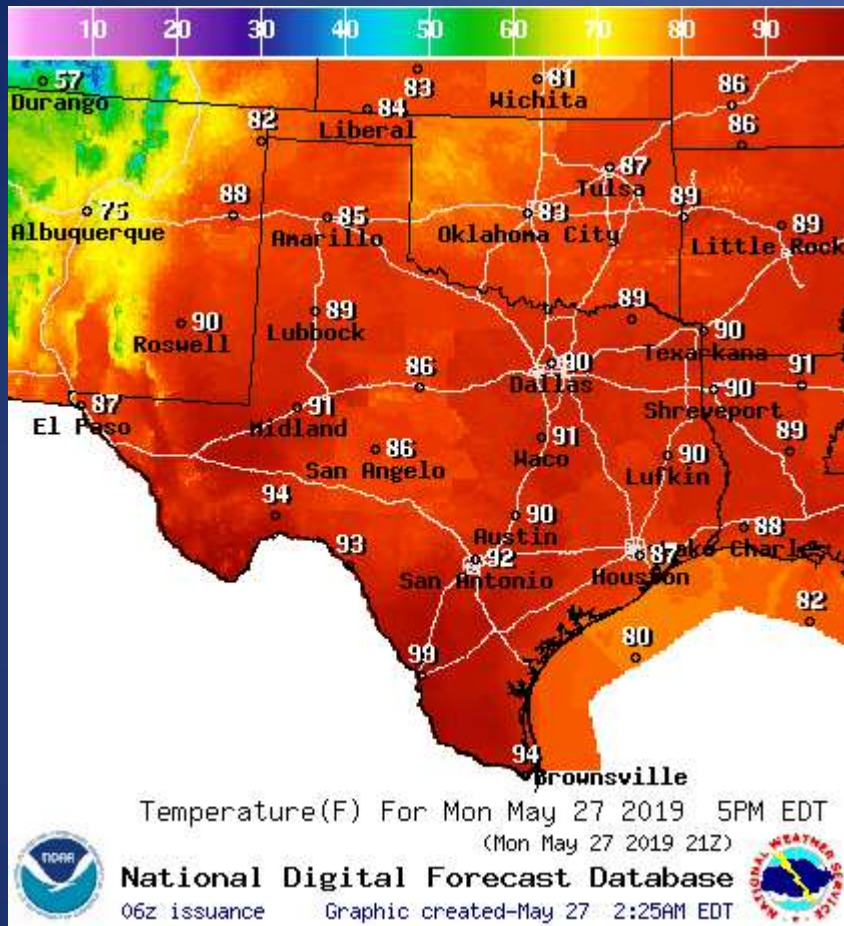 10 20 30 40 50 60 70 80 90
57
Durango
83
81
Wichita
84
Liberal
86
82
86
87
Tulsa
75
Albuquerque
88
85
Amarillo
83
Oklahoma City
89
89
Little Rock
90
Roswell
89
Lubbock
89
90
Texarkana
86
90
Dallas
91
90
Shreveport
87
El Paso
91
Midland
86
San Angelo
91
Waco
90
Lufkin
89
94
90
Austin
88
Lake Charles
93
92
San Antonio
87
Houston
82
80
99
94
Brownsville
Temperature(F) For Mon May 27 2019 5PM EDT
(Mon May 27 2019 21Z)
National Digital Forecast Database
06z issuance Graphic created-May 27 2:25AM EDT
noaa
NATIONAL WEATHER SERVICE